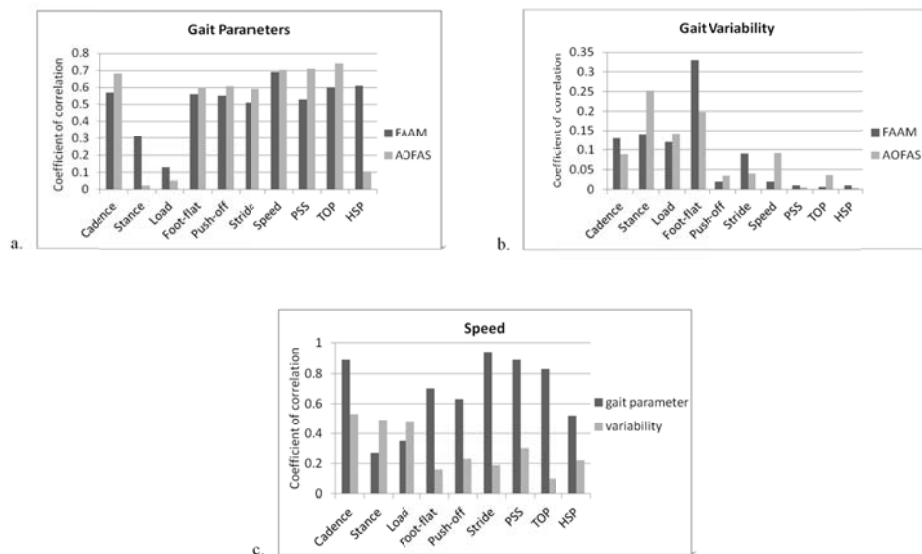 Gait Parameters
Coefficient of correlation
0.8
0.7
0.6
0.5
0.4
0.3
0.2
0.1
0
Cadence
Stance
Load
Foot-flat
Push-off
Stride
Speed
PSS
TOP
HSP
FAAM
AOFAS
a.
Gait Variability
Coefficient of correlation
0.35
0.3
0.25
0.2
0.15
0.1
0.05
0
Cadence
Stance
Load
Foot-flat
Push-off
Stride
Speed
PSS
TOP
HSP
FAAM
AOFAS
b.
Speed
Coefficient of correlation
1
0.8
0.6
0.4
0.2
0
Cadence
Stance
Load
Foot-flat
Push-off
Stride
PSS
TOP
HSP
gait parameter
variability
c.